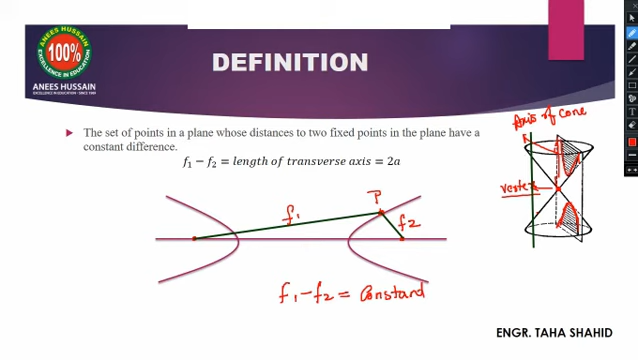 ANEES HUSSAIN
100%
EXCELLENCE IN EDUCATION
ANEES HUSSAIN
DEFINITION
The set of points in a plane whose distances to two fixed points in the plane have a
constant difference.
f₁ − f₂ = length of transverse axis = 2a
Axis of cone
vertex
P
f₁
f2
f₁−f₂ = Constand
ENGR. TAHA SHAHID